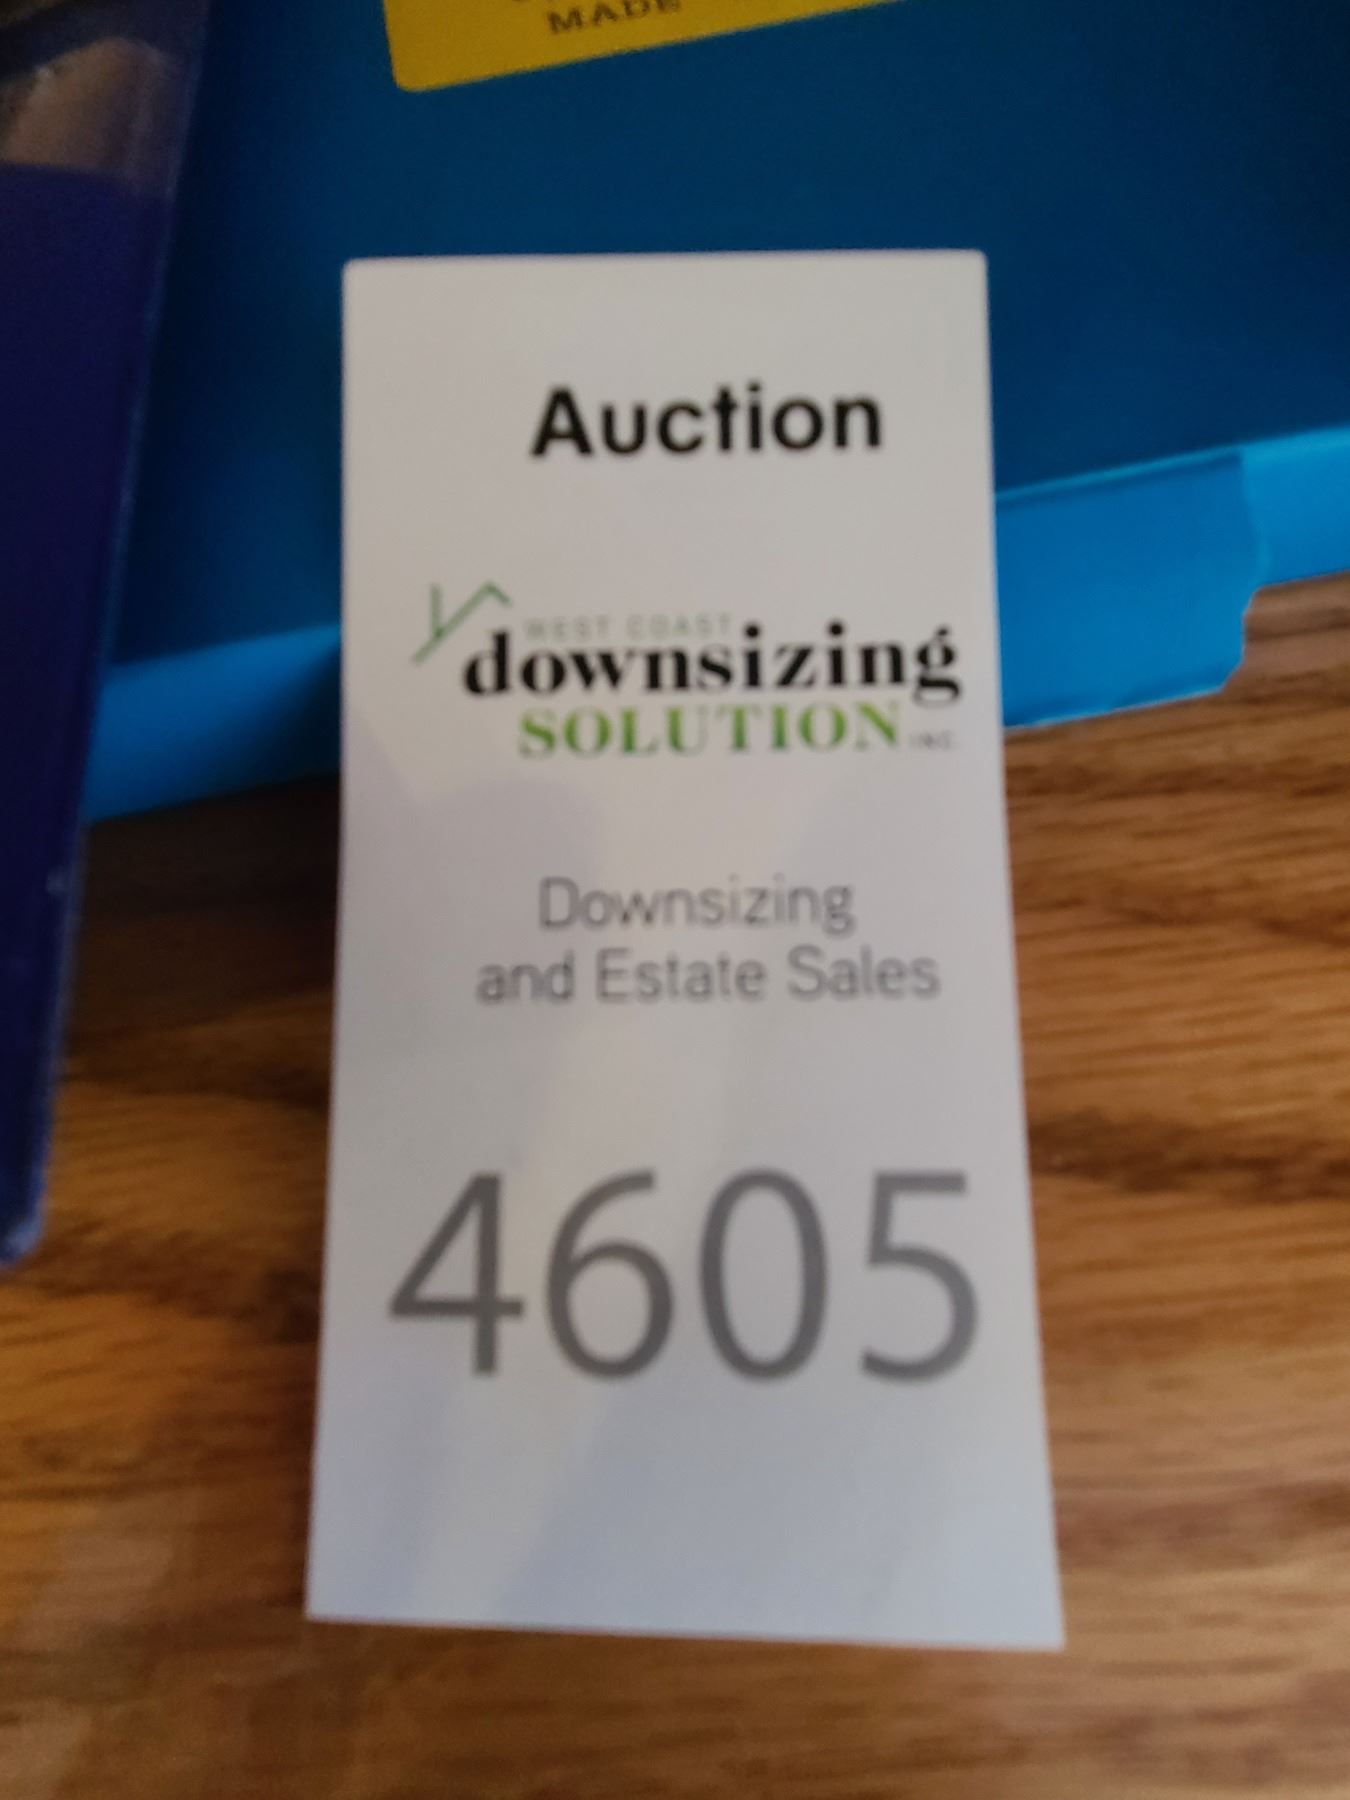 MADE
Auction
WEST COAST
downsizing
SOLUTION INC.
Downsizing
and Estate Sales
4605